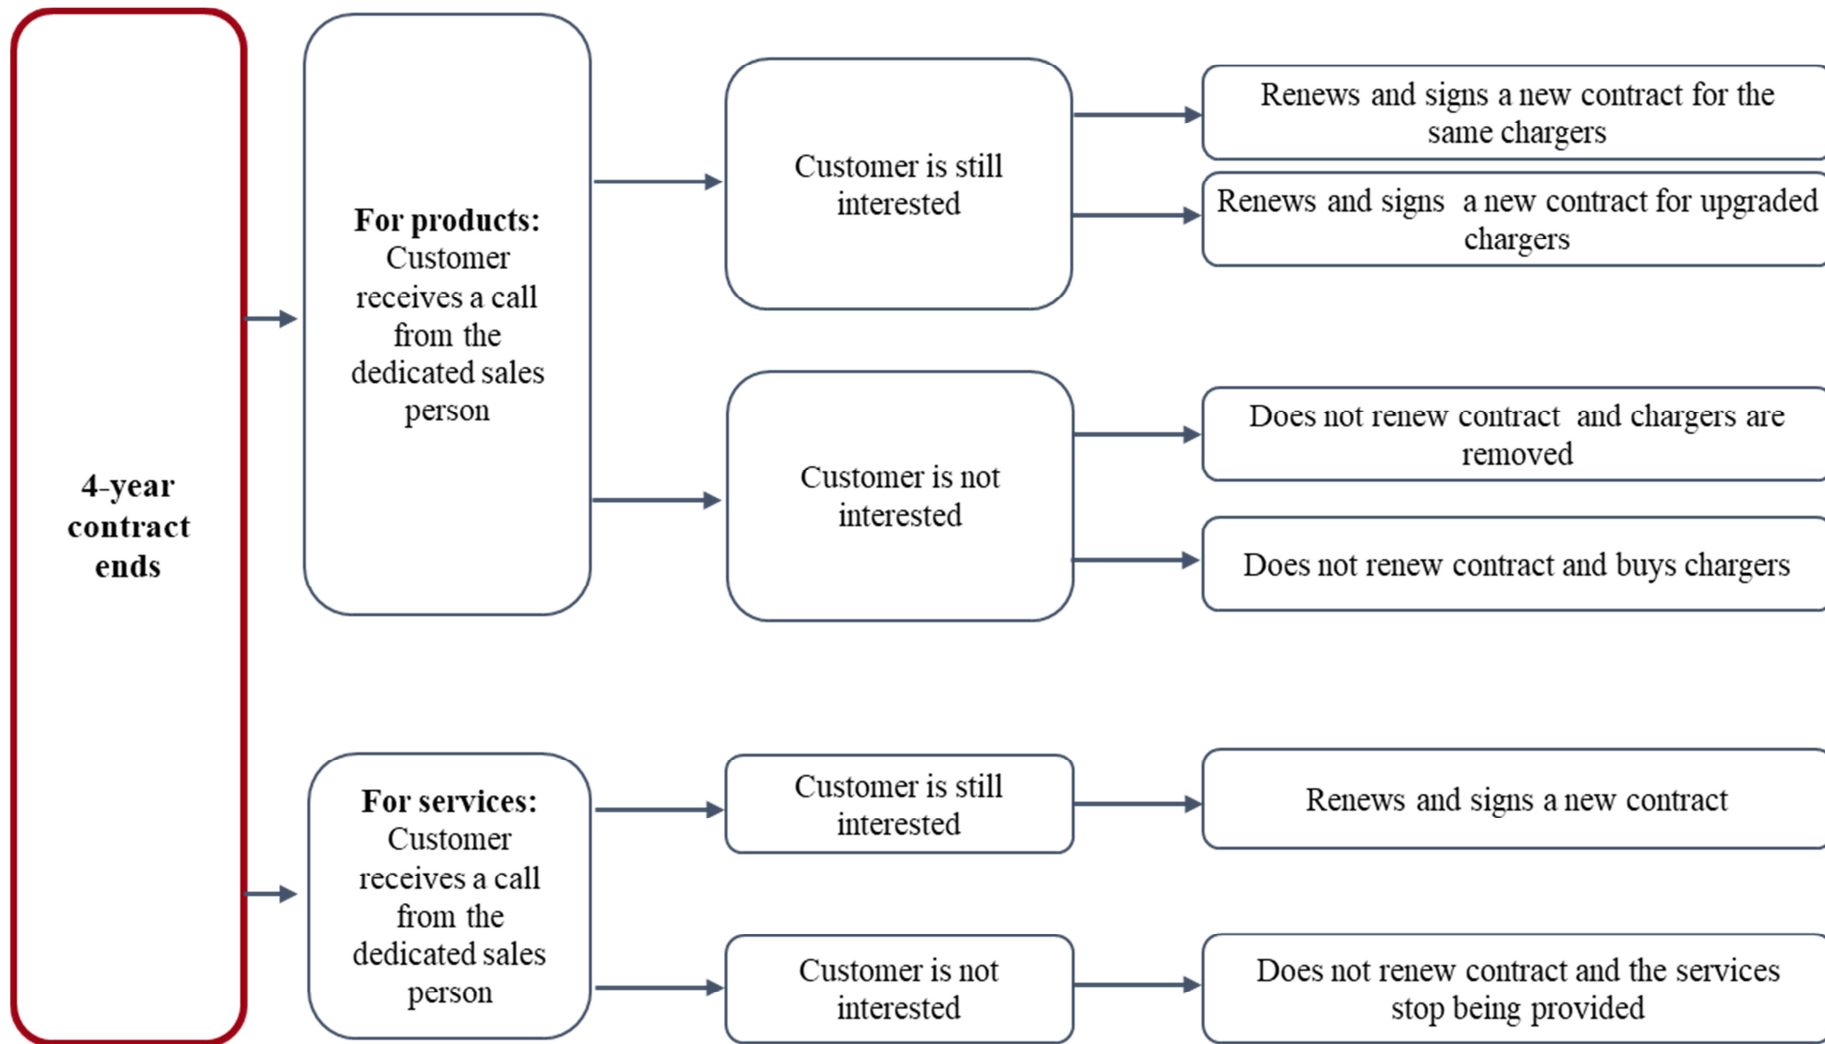 4-year
contract
ends
For products:
Customer
receives a call
from the
dedicated sales
person
Customer is still
interested
Renews and signs a new contract for the
same chargers
Renews and signs a new contract for upgraded
chargers
Customer is not
interested
Does not renew contract and chargers are
removed
Does not renew contract and buys chargers
For services:
Customer
receives a call
from the
dedicated sales
person
Customer is still
interested
Renews and signs a new contract
Customer is not
interested
Does not renew contract and the services
stop being provided